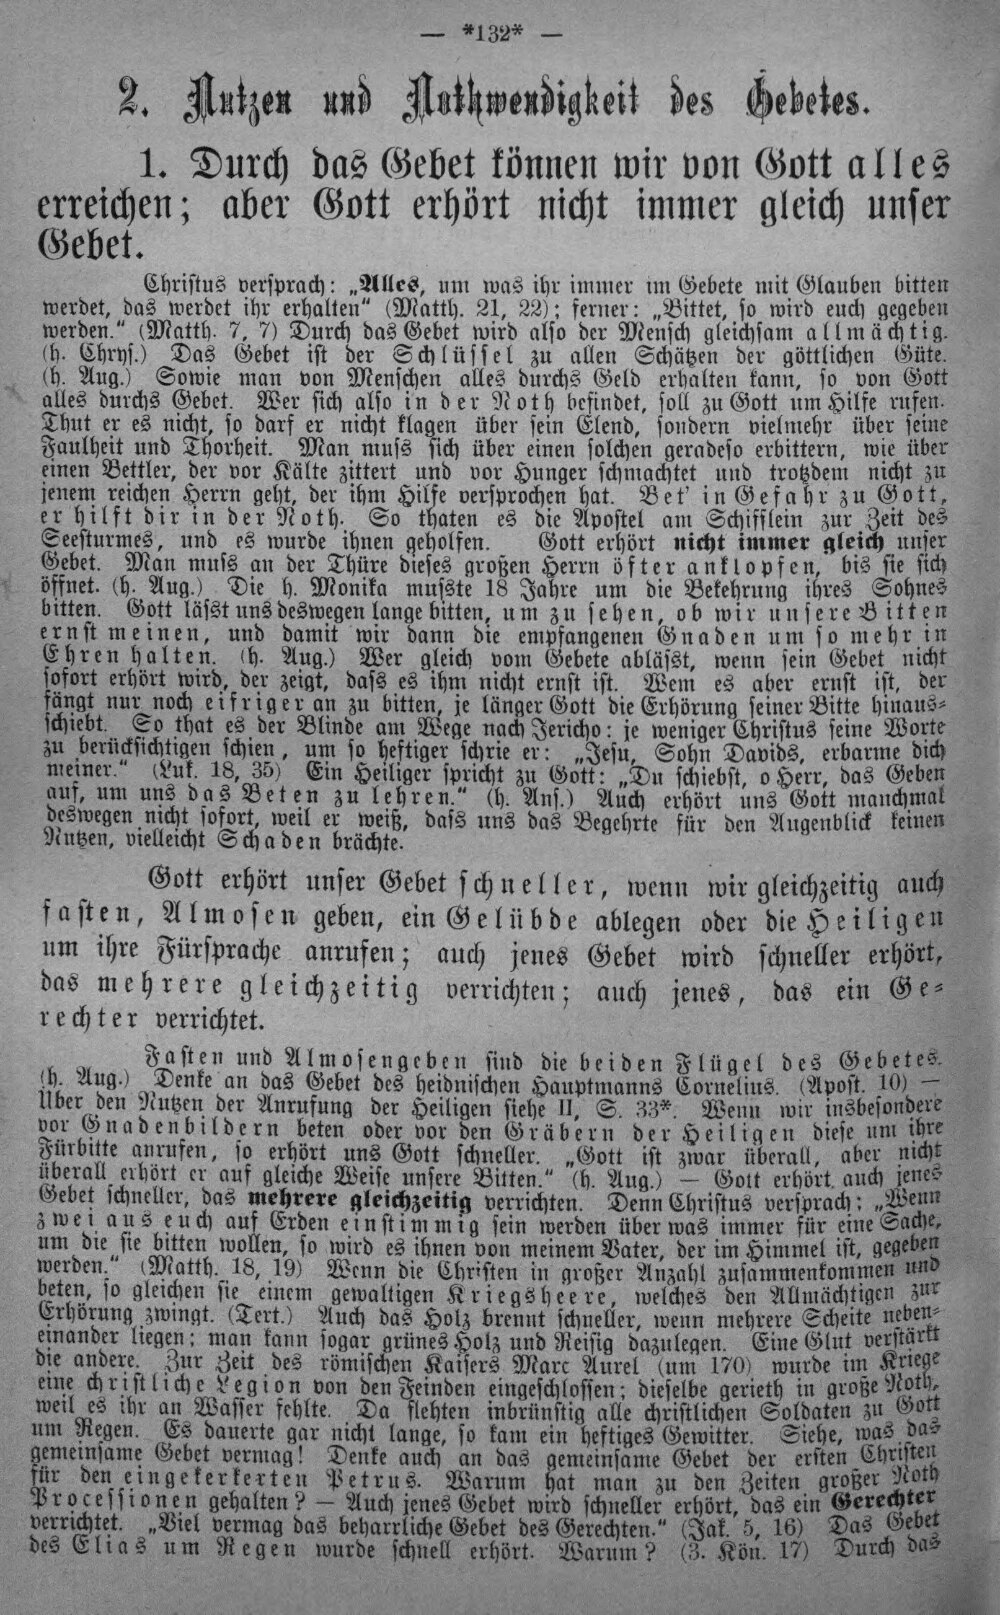 — *132* —
2. Nutzen und Nothwendigkeit des Gebetes.
1. Durch das Gebet können wir von Gott alles
erreichen; aber Gott erhört nicht immer gleich unser
Gebet.
Christus versprach: „Alles, um was ihr immer im Gebete mit Glauben bitten
werdet, das werdet ihr erhalten“ (Matth. 21, 22); ferner: „Bittet, so wird euch gegeben
werden.“ (Matth. 7, 7) Durch das Gebet wird also der Mensch gleichsam allmächtig.
(h. Chrys.) Das Gebet ist der Schlüssel zu allen Schätzen der göttlichen Güte.
(h. Aug.) Sowie man von Menschen alles durchs Geld erhalten kann, so von Gott
alles durchs Gebet. Wer sich also in der Noth befindet, soll zu Gott um Hilfe rufen.
Thut er es nicht, so darf er nicht klagen über sein Elend, sondern vielmehr über seine
Faulheit und Thorheit. Man muss sich über einen solchen geradeso erbittern, wie über
einen Bettler, der vor Kälte zittert und vor Hunger schmachtet und trotzdem nicht zu
jenem reichen Herrn geht, der ihm Hilfe versprochen hat. Bet' in Gefahr zu Gott,
er hilft dir in der Noth. So thaten es die Apostel am Schifflein zur Zeit des
Seesturmes, und es wurde ihnen geholfen. Gott erhört nicht immer gleich unser
Gebet. Man muss an der Thüre dieses großen Herrn öfter anklopfen, bis sie sich
öffnet. (h. Aug.) Die h. Monika musste 18 Jahre um die Bekehrung ihres Sohnes
bitten. Gott lässt uns deswegen lange bitten, um zu sehen, ob wir unsere Bitten
ernst meinen, und damit wir dann die empfangenen Gnaden um so mehr in
Ehren halten. (h. Aug.) Wer gleich vom Gebete ablässt, wenn sein Gebet nicht
sofort erhört wird, der zeigt, dass es ihm nicht ernst ist. Wem es aber ernst ist, der
fängt nur noch eifriger an zu bitten, je länger Gott die Erhörung seiner Bitte hinaus-
schiebt. So that es der Blinde am Wege nach Jericho: je weniger Christus seine Worte
zu berücksichtigen schien, um so heftiger schrie er: „Jesu, Sohn Davids, erbarme dich
meiner.“ (Luk. 18, 35) Ein Heiliger spricht zu Gott: „Du schiebst, o Herr, das Geben
auf, um uns das Beten zu lehren.“ (h. Ans.) Auch erhört uns Gott manchmal
deswegen nicht sofort, weil er weiß, dass uns das Begehrte für den Augenblick keinen
Nutzen, vielleicht Schaden brächte.
Gott erhört unser Gebet schneller, wenn wir gleichzeitig auch
fasten, Almosen geben, ein Gelübde ablegen oder die Heiligen
um ihre Fürsprache anrufen; auch jenes Gebet wird schneller erhört,
das mehrere gleichzeitig verrichten; auch jenes, das ein Ge-
rechter verrichtet.
Fasten und Almosengeben sind die beiden Flügel des Gebetes.
(h. Aug.) Denke an das Gebet des heidnischen Hauptmanns Cornelius. (Apost. 10) —
Über den Nutzen der Anrufung der Heiligen siehe II, S. 33*. Wenn wir insbesondere
vor Gnadenbildern beten oder vor den Gräbern der Heiligen diese um ihre
Fürbitte anrufen, so erhört uns Gott schneller. „Gott ist zwar überall, aber nicht
überall erhört er auf gleiche Weise unsere Bitten.“ (h. Aug.) — Gott erhört auch jenes
Gebet schneller, das mehrere gleichzeitig verrichten. Denn Christus versprach: „Wenn
zwei aus euch auf Erden einstimmig sein werden über was immer für eine Sache,
um die sie bitten wollen, so wird es ihnen von meinem Vater, der im Himmel ist, gegeben
werden.“ (Matth. 18, 19) Wenn die Christen in großer Anzahl zusammenkommen und
beten, so gleichen sie einem gewaltigen Kriegsheere, welches den Allmächtigen zur
Erhörung zwingt. (Tert.) Auch das Holz brennt schneller, wenn mehrere Scheite neben-
einander liegen; man kann sogar grünes Holz und Reisig dazulegen. Eine Glut verstärkt
die andere. Zur Zeit des römischen Kaisers Marc Aurel (um 170) wurde im Kriege
eine christliche Legion von den Feinden eingeschlossen; dieselbe gerieth in große Noth,
weil es ihr an Wasser fehlte. Da flehten inbrünstig alle christlichen Soldaten zu Gott
um Regen. Es dauerte gar nicht lange, so kam ein heftiges Gewitter. Siehe, was das
gemeinsame Gebet vermag! Denke auch an das gemeinsame Gebet der ersten Christen
für den eingekerkerten Petrus. Warum hat man zu den Zeiten großer Noth
Processionen gehalten? — Auch jenes Gebet wird schneller erhört, das ein Gerechter
verrichtet. „Viel vermag das beharrliche Gebet des Gerechten.“ (Jak. 5, 16) Das Gebet
des Elias um Regen wurde schnell erhört. Warum? (3. Kön. 17) Durch das